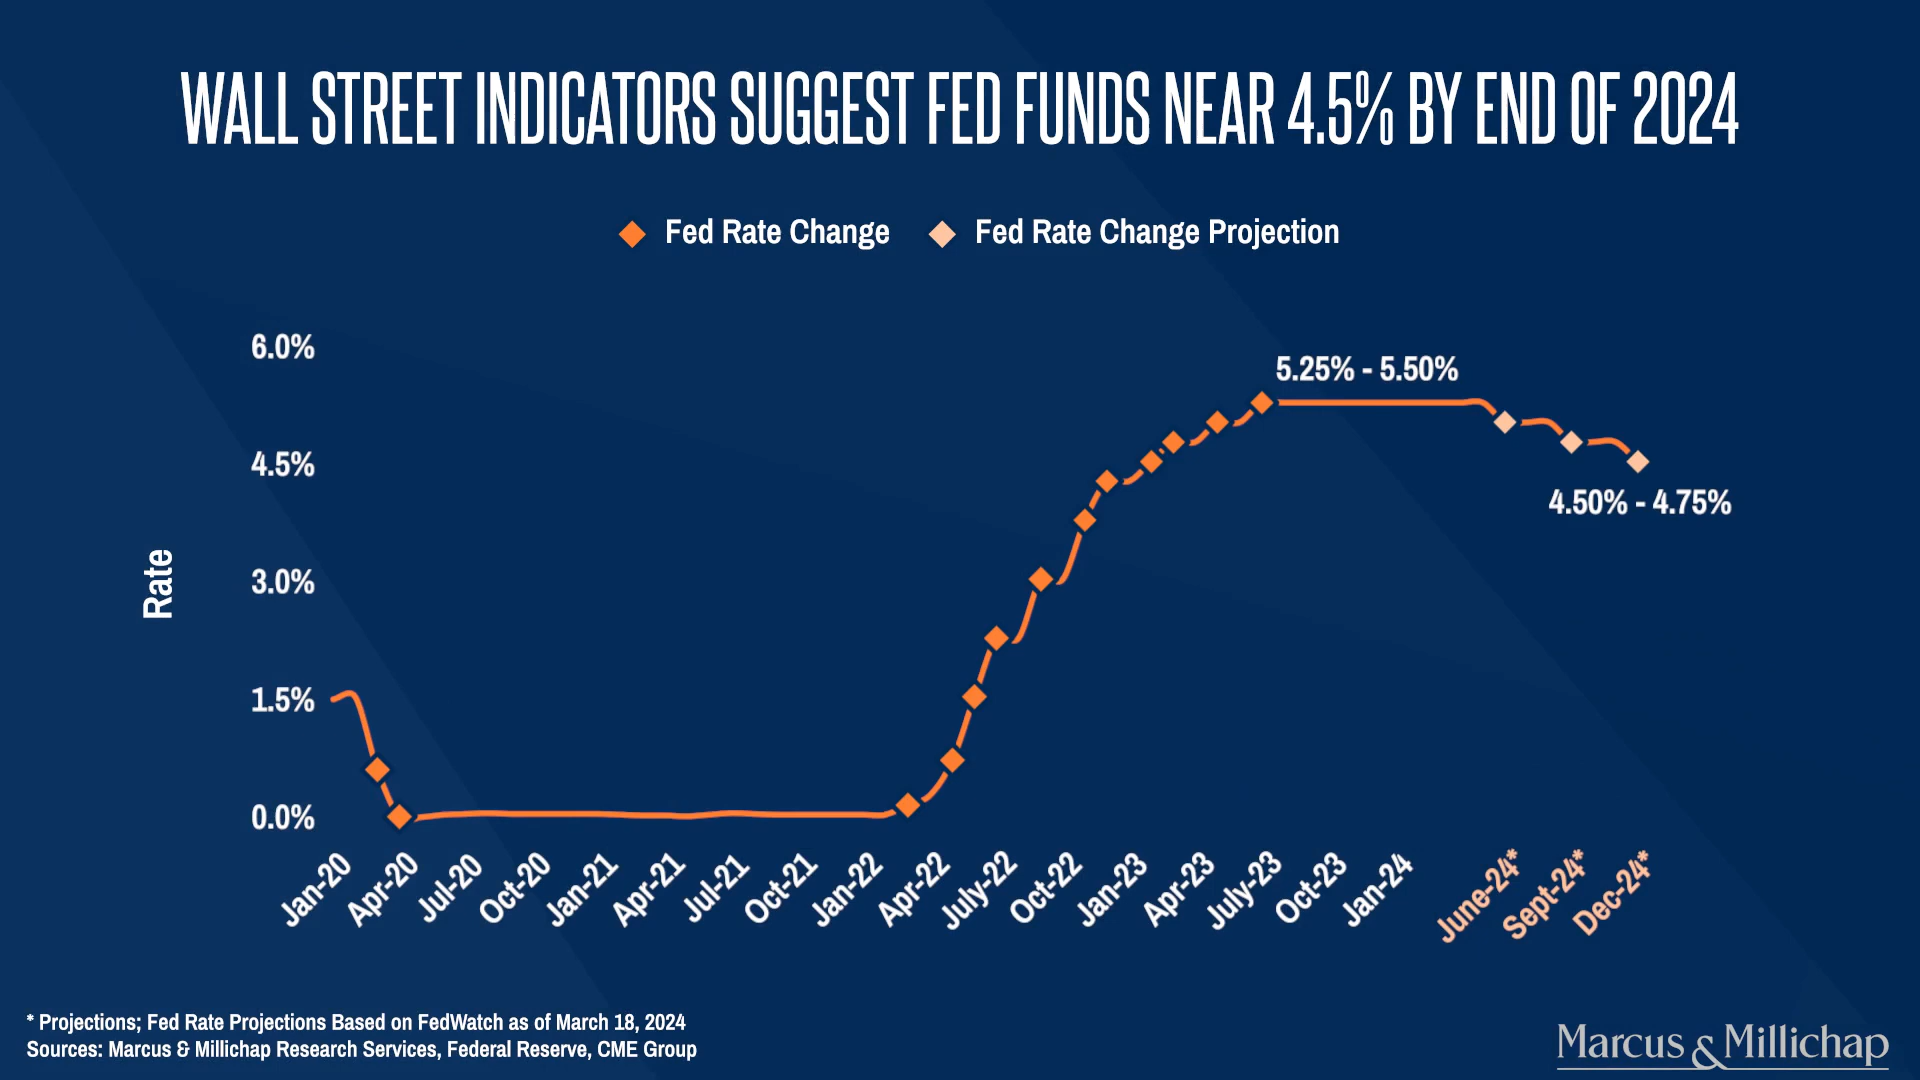 WALL STREET INDICATORS SUGGEST FED FUNDS NEAR 4.5% BY END OF 2024
Fed Rate Change
Fed Rate Change Projection
5.25% - 5.50%
4.50% - 4.75%
Rate
6.0%
4.5%
3.0%
1.5%
0.0%
Jan-20
Apr-20
Jul-20
Oct-20
Jan-21
Apr-21
Jul-21
Oct-21
Jan-22
Apr-22
July-22
Oct-22
Jan-23
Apr-23
July-23
Oct-23
Jan-24
June-24*
Sept-24*
Dec-24*
* Projections; Fed Rate Projections Based on FedWatch as of March 18, 2024
Sources: Marcus & Millichap Research Services, Federal Reserve, CME Group
Marcus & Millichap